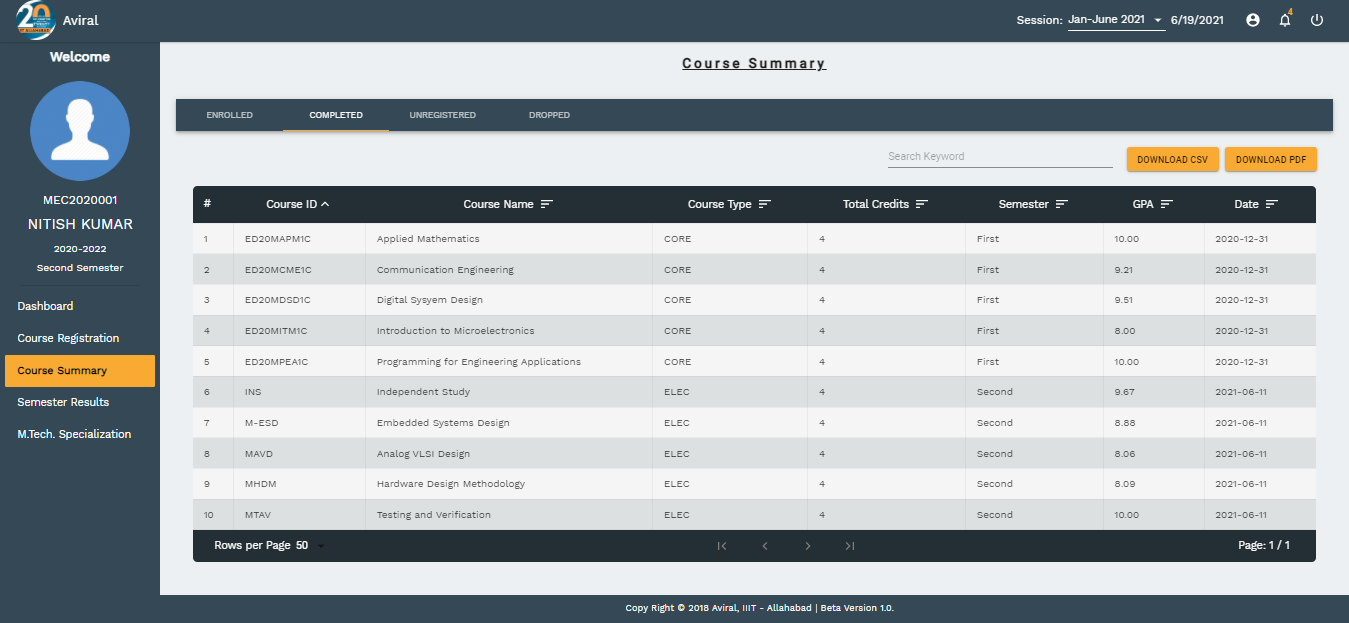 20
IIIT ALLAHABAD
Aviral
Session: Jan-June 2021 6/19/2021
4
Welcome
MEC2020001
NITISH KUMAR
2020-2022
Second Semester
Dashboard
Course Registration
Course Summary
Semester Results
M.Tech. Specialization
Course Summary
ENROLLED COMPLETED UNREGISTERED DROPPED
Search Keyword DOWNLOAD CSV DOWNLOAD PDF
# Course ID Course Name Course Type Total Credits Semester GPA Date
1 ED20MAPM1C Applied Mathematics CORE 4 First 10.00 2020-12-31
2 ED20MCME1C Communication Engineering CORE 4 First 9.21 2020-12-31
3 ED20MDSD1C Digital Sysyem Design CORE 4 First 9.51 2020-12-31
4 ED20MITM1C Introduction to Microelectronics CORE 4 First 8.00 2020-12-31
5 ED20MPEA1C Programming for Engineering Applications CORE 4 First 10.00 2020-12-31
6 INS Independent Study ELEC 4 Second 9.67 2021-06-11
7 M-ESD Embedded Systems Design ELEC 4 Second 8.88 2021-06-11
8 MAVD Analog VLSI Design ELEC 4 Second 8.06 2021-06-11
9 MHDM Hardware Design Methodology ELEC 4 Second 8.09 2021-06-11
10 MTAV Testing and Verification ELEC 4 Second 10.00 2021-06-11
Rows per Page 50 Page: 1 / 1
Copy Right © 2018 Aviral, IIIT - Allahabad | Beta Version 1.0.